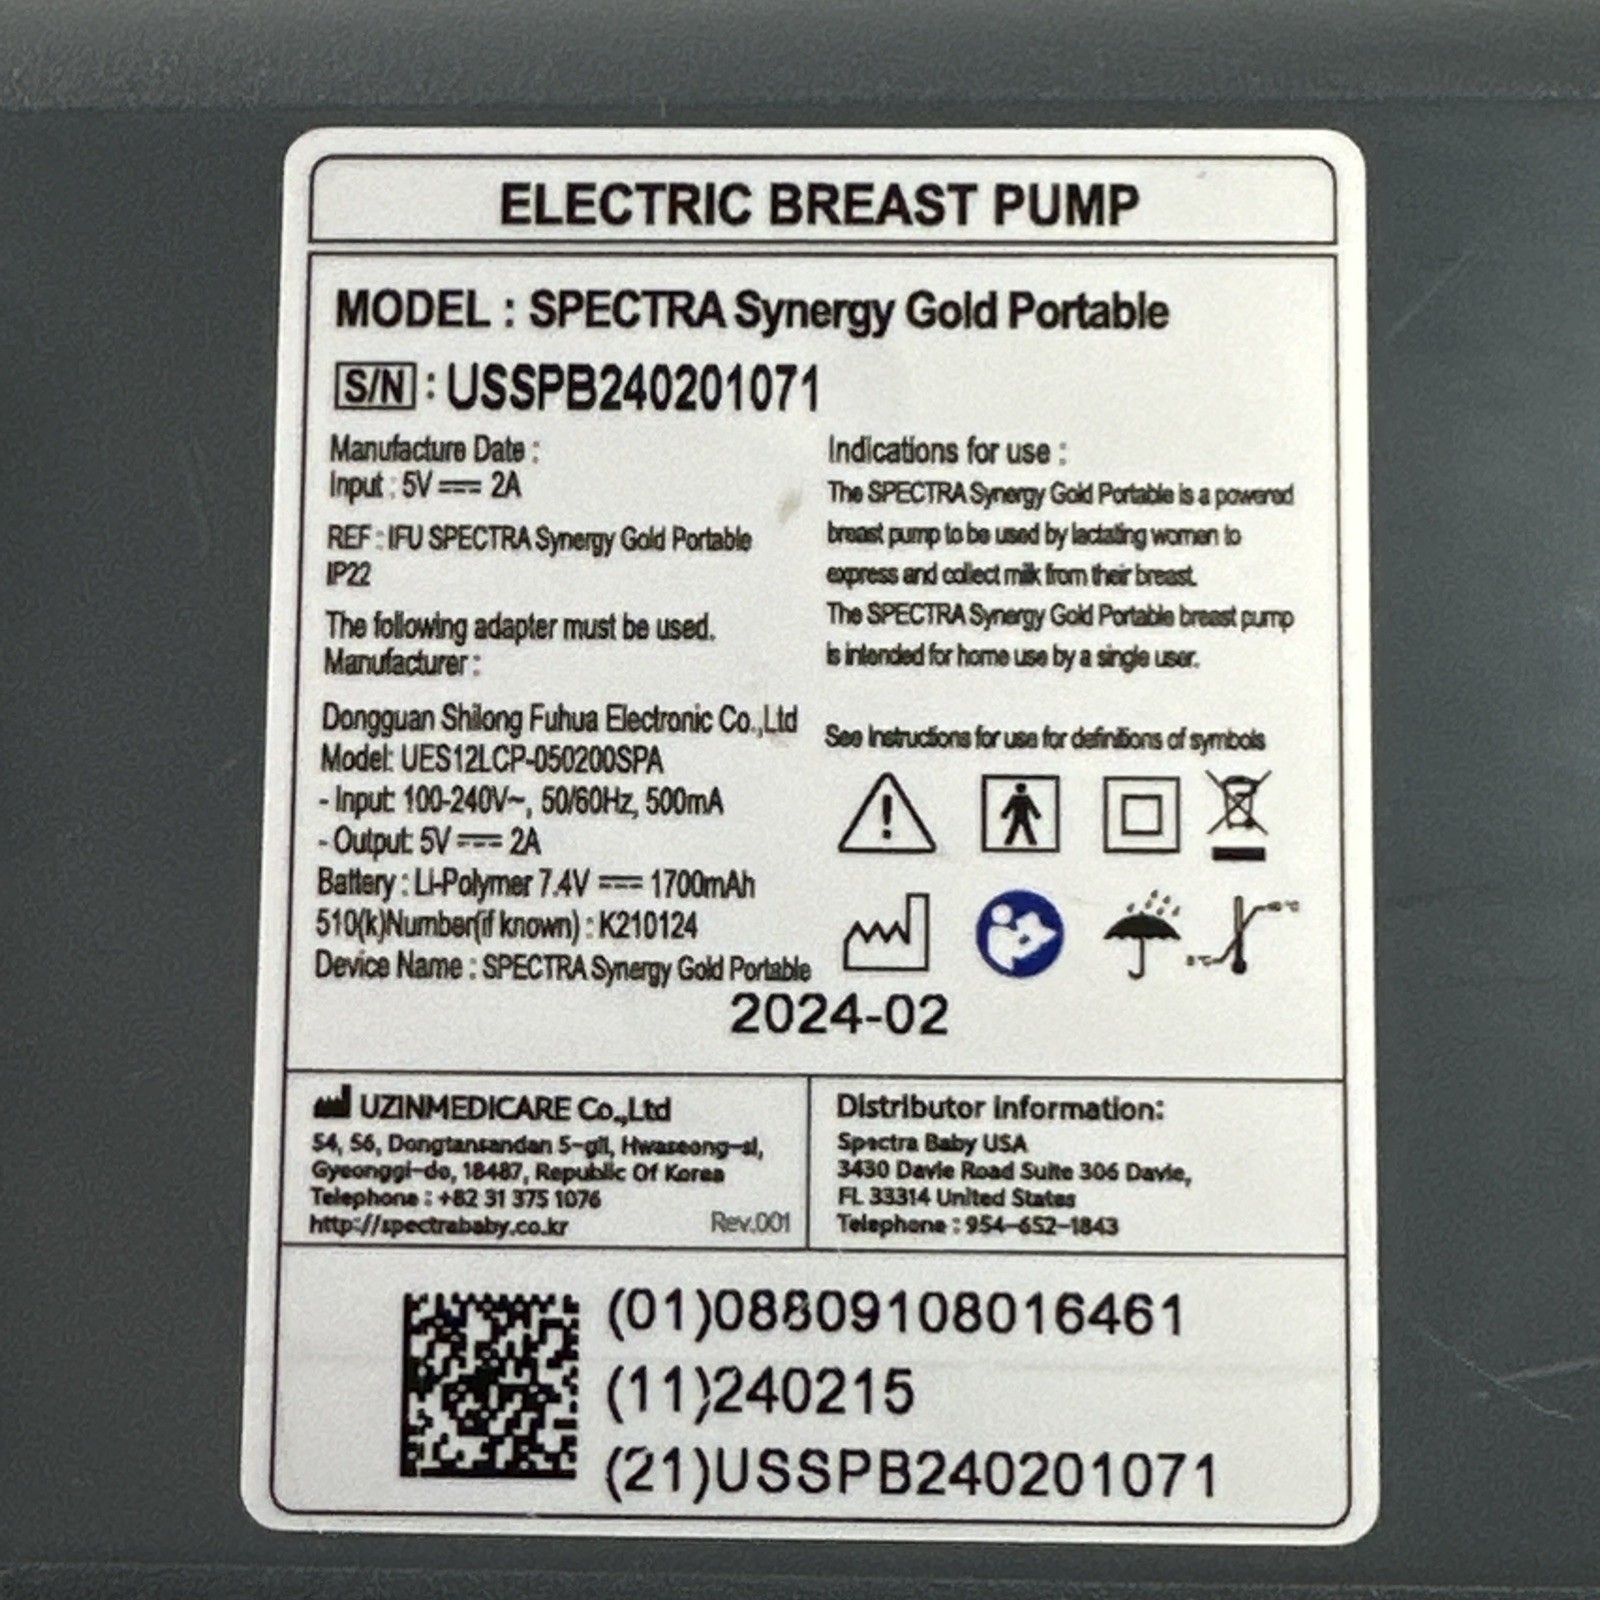 ELECTRIC BREAST PUMP
MODEL : SPECTRA Synergy Gold Portable
S/N : USSPB240201071
Manufacture Date :
Input : 5V ⎓ 2A
REF : IFU SPECTRA Synergy Gold Portable
IP22
The following adapter must be used.
Manufacturer :
Dongguan Shilong Fuhua Electronic Co.,Ltd
Model: UES12LCP-050200SPA
- Input: 100-240V~, 50/60Hz, 500mA
- Output: 5V ⎓ 2A
Battery : Li-Polymer 7.4V ⎓ 1700mAh
510(k)Number(if known) : K210124
Device Name : SPECTRA Synergy Gold Portable
Indications for use :
The SPECTRA Synergy Gold Portable is a powered
breast pump to be used by lactating women to
express and collect milk from their breast.
The SPECTRA Synergy Gold Portable breast pump
is intended for home use by a single user.
See Instructions for use for definitions of symbols
2024-02
UZINMEDICARE Co.,Ltd
54, 56, Dongtansandan 5-gil, Hwaseong-si,
Gyeonggi-do, 18487, Republic Of Korea
Telephone : +82 31 375 1076
http://spectrababy.co.kr
Rev.001
Distributor Information:
Spectra Baby USA
3430 Davie Road Suite 306 Davie,
FL 33314 United States
Telephone : 954-652-1843
(01)08809108016461
(11)240215
(21)USSPB240201071